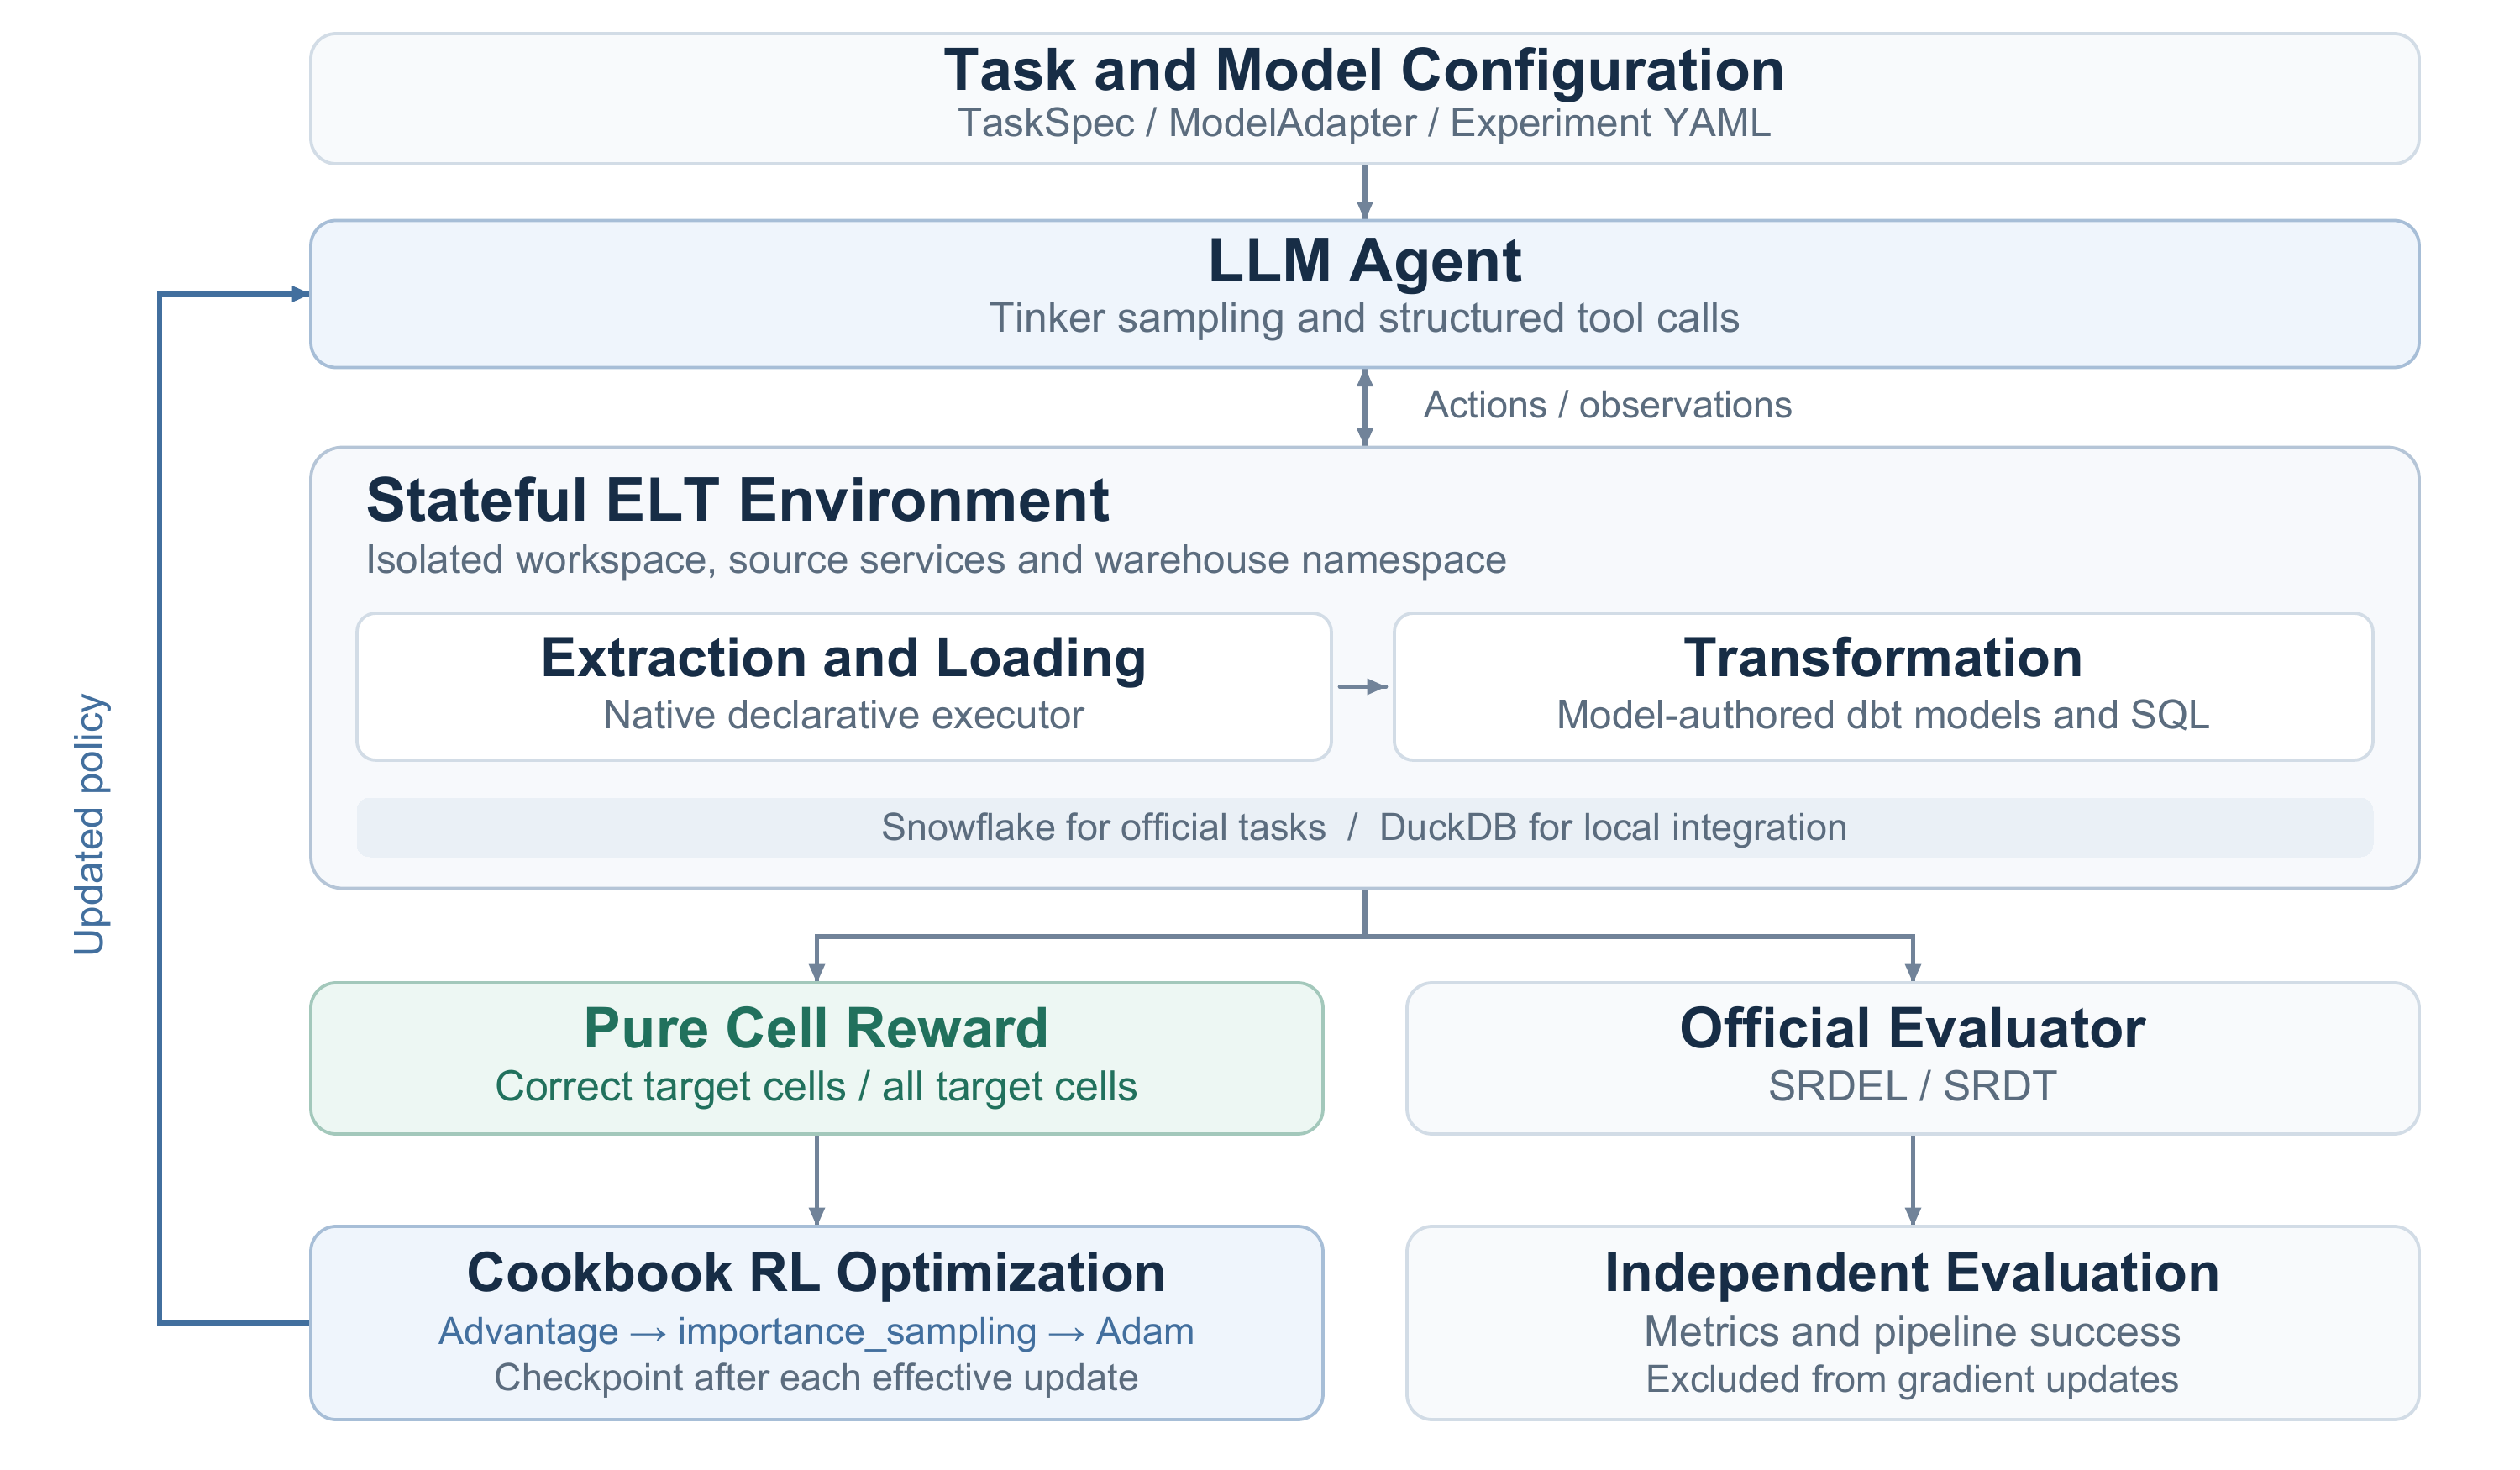 Task and Model Configuration
TaskSpec / ModelAdapter / Experiment YAML
LLM Agent
Tinker sampling and structured tool calls
Actions / observations
Stateful ELT Environment
Isolated workspace, source services and warehouse namespace
Extraction and Loading
Native declarative executor
Transformation
Model-authored dbt models and SQL
Snowflake for official tasks / DuckDB for local integration
Updated policy
Pure Cell Reward
Correct target cells / all target cells
Official Evaluator
SRDEL / SRDT
Cookbook RL Optimization
Advantage → importance_sampling → Adam
Checkpoint after each effective update
Independent Evaluation
Metrics and pipeline success
Excluded from gradient updates